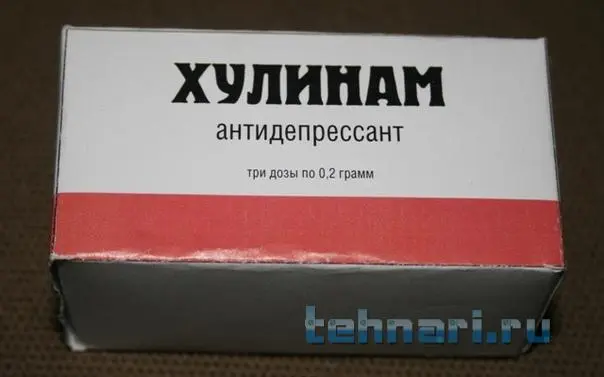 ХУЛИНАМ
антидепрессант
три дозы по 0,2 грамм
tehnari.ru